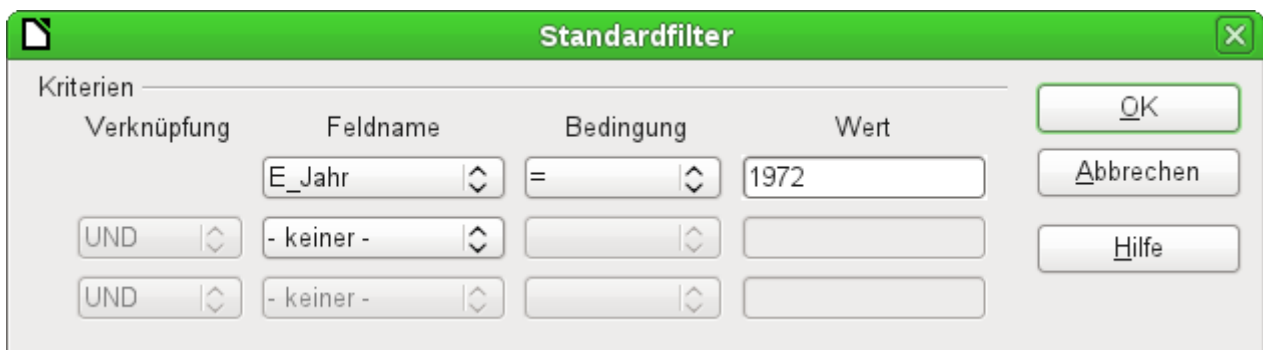 Standardfilter
Kriterien
Verknüpfung Feldname Bedingung Wert
E_Jahr = 1972
UND - keiner -
UND - keiner -
OK
Abbrechen
Hilfe